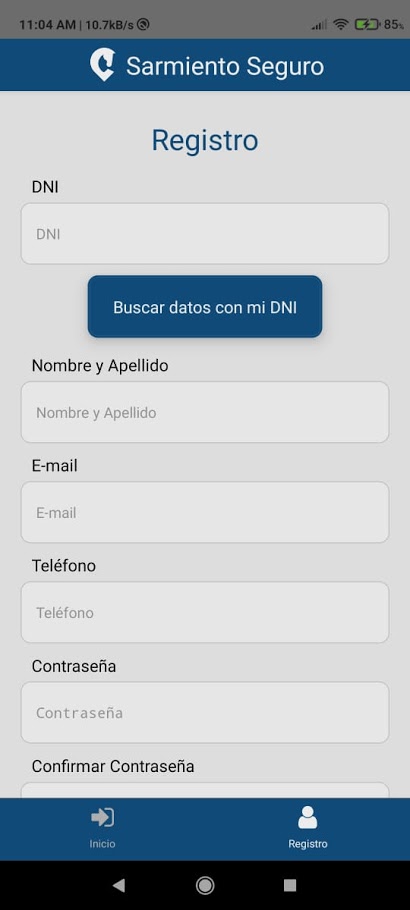 11:04 AM | 10.7kB/s
85%
Sarmiento Seguro
Registro
DNI
DNI
Buscar datos con mi DNI
Nombre y Apellido
Nombre y Apellido
E-mail
E-mail
Teléfono
Teléfono
Contraseña
Contraseña
Confirmar Contraseña
Inicio
Registro